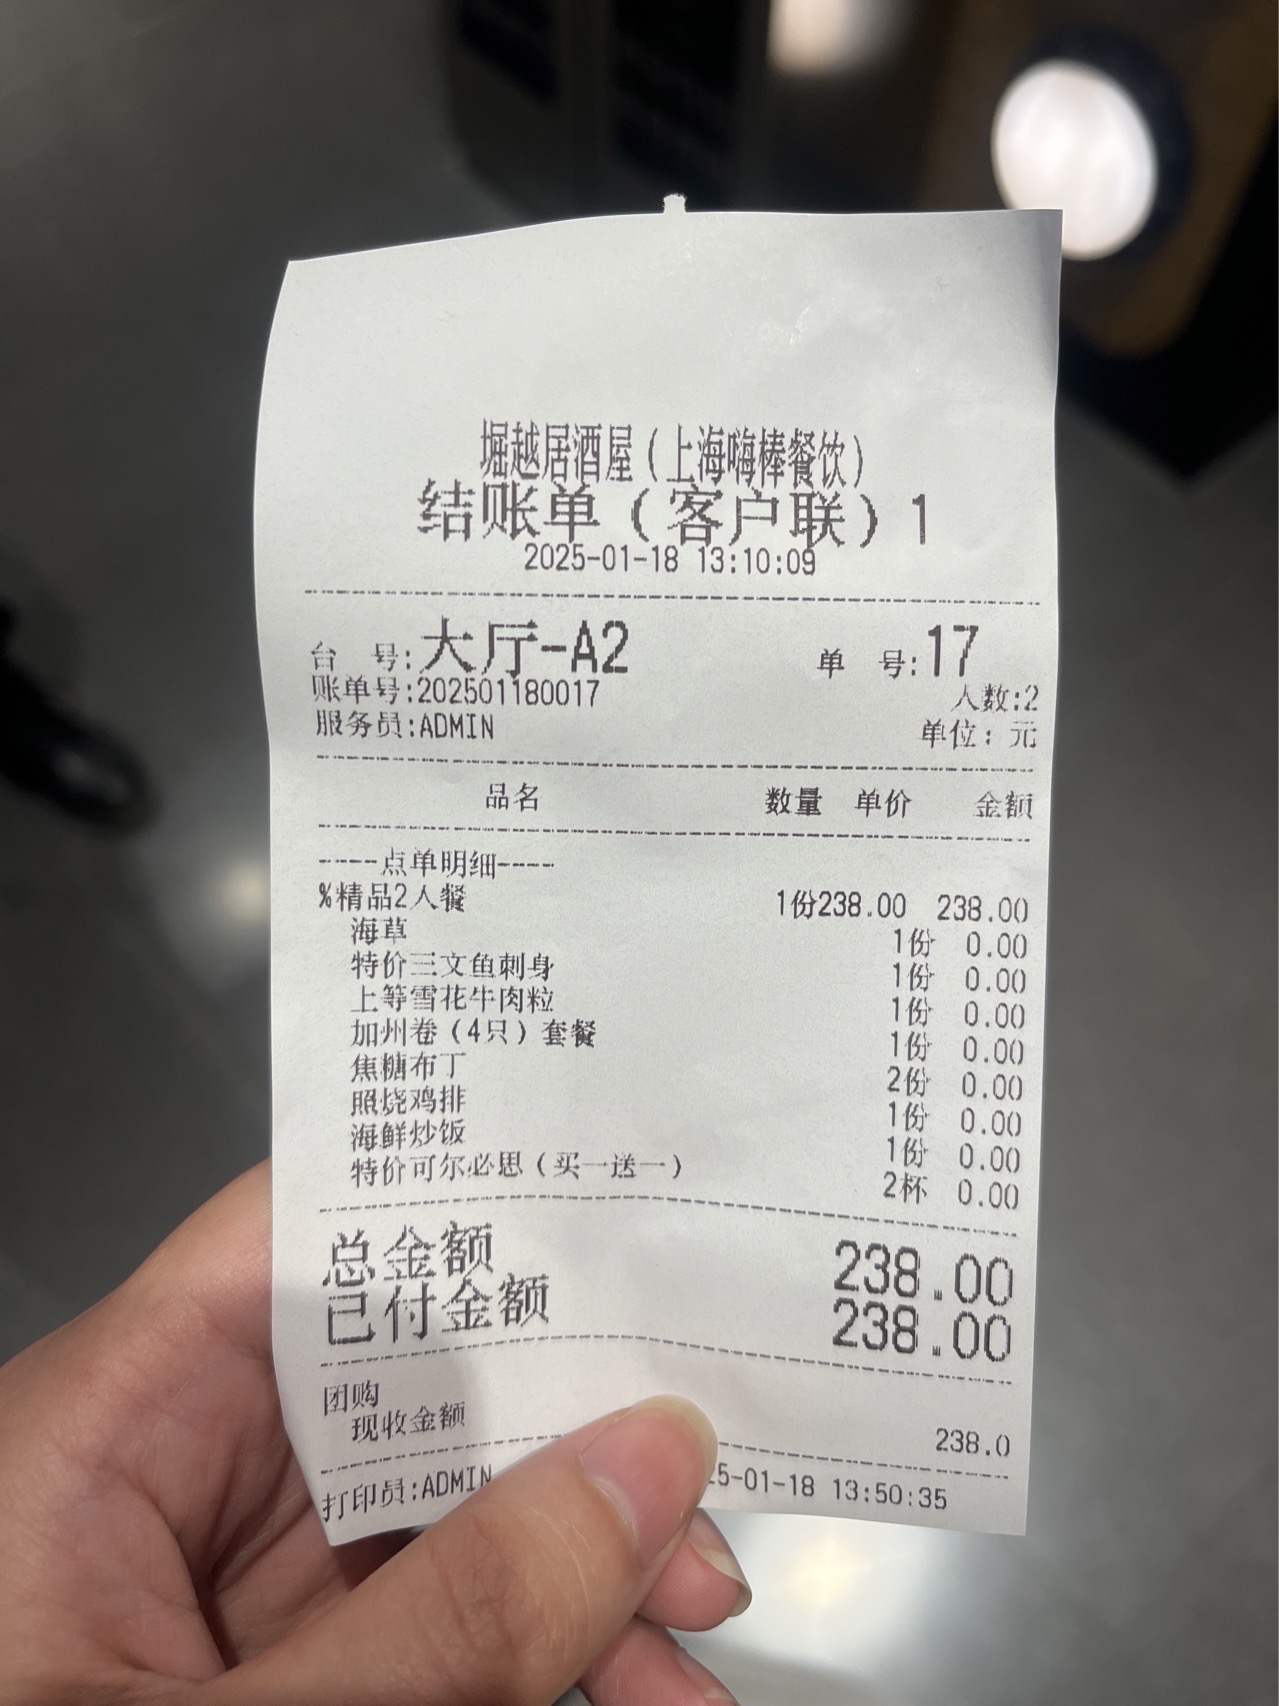 堀越居酒屋（上海嗨棒餐饮）
结账单（客户联）1
2025-01-18 13:10:09
台 号:大厅-A2 单 号:17
账单号:202501180017 人数:2
服务员:ADMIN 单位：元
品名 数量 单价 金额
----点单明细----
%精品2人餐 1份238.00 238.00
海草 1份 0.00
特价三文鱼刺身 1份 0.00
上等雪花牛肉粒 1份 0.00
加州卷（4只）套餐 1份 0.00
焦糖布丁 2份 0.00
照烧鸡排 1份 0.00
海鲜炒饭 1份 0.00
特价可尔必思（买一送一） 2杯 0.00
总金额 238.00
已付金额 238.00
团购
现收金额 238.0
打印员:ADMIN 25-01-18 13:50:35